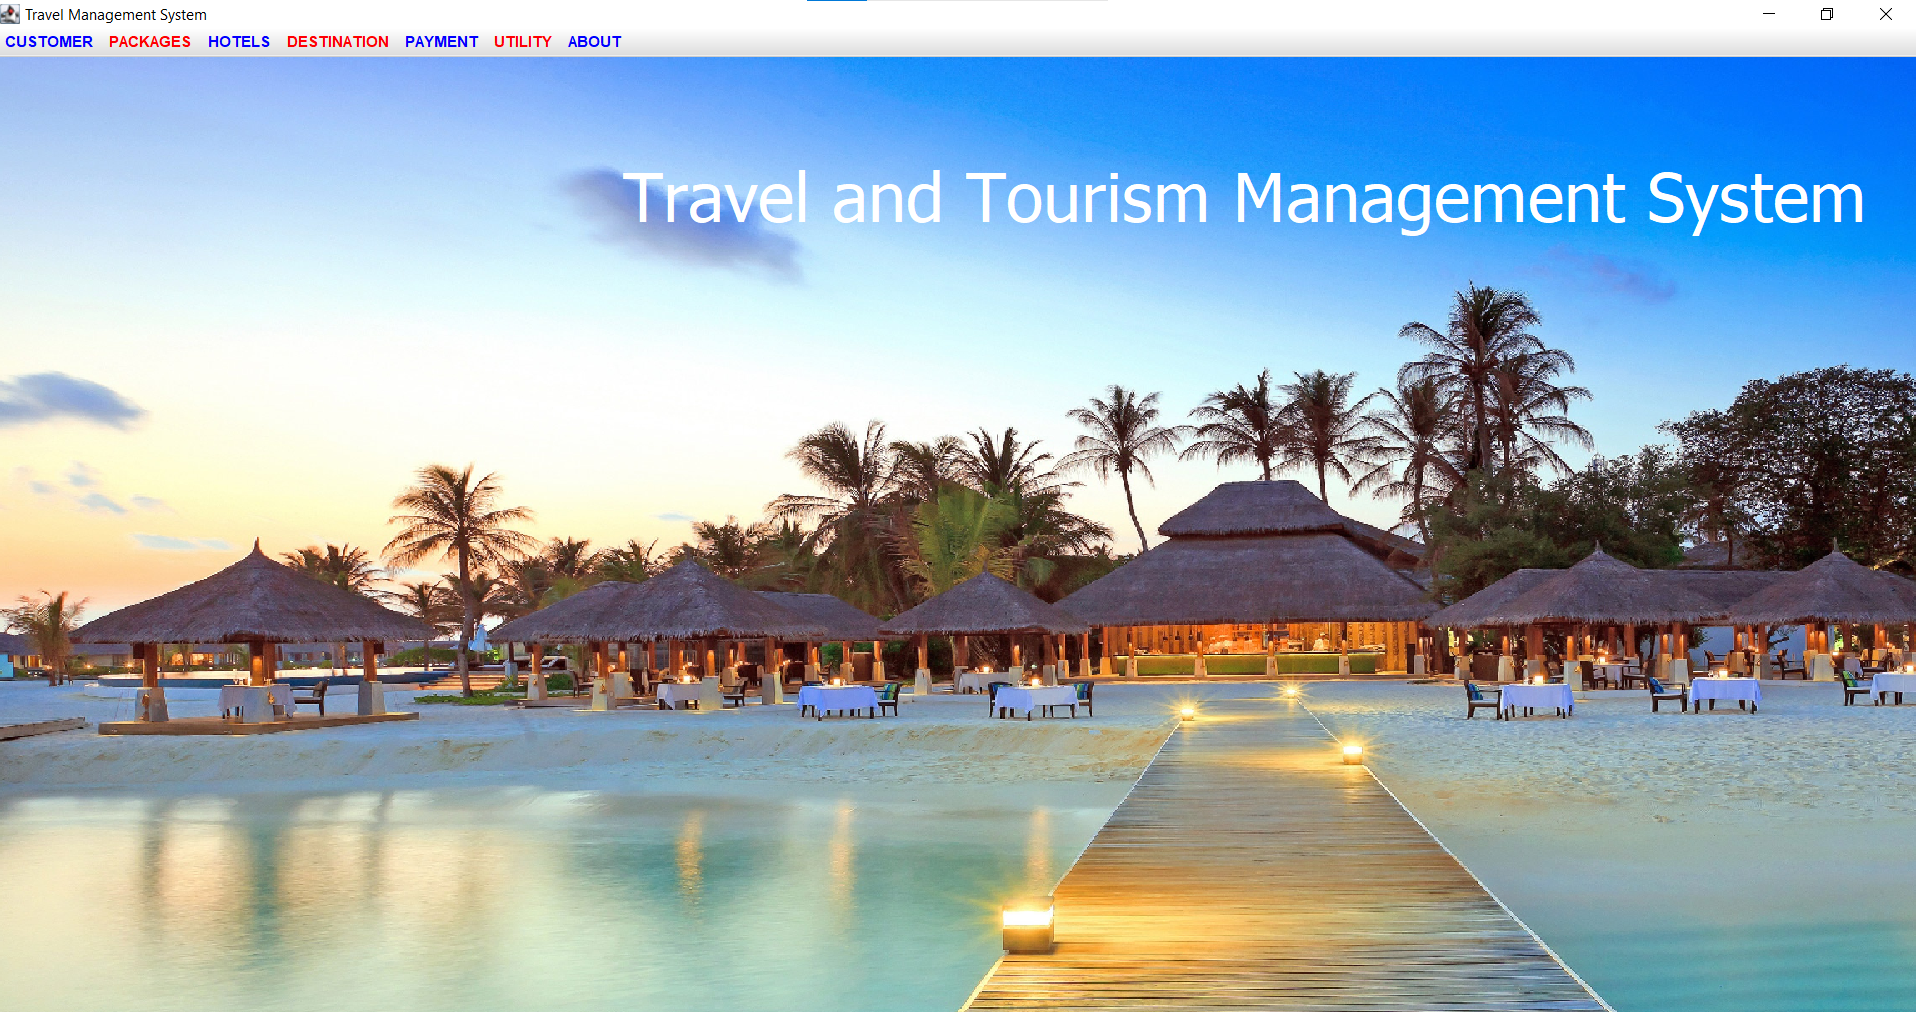 Travel Management System
CUSTOMER PACKAGES HOTELS DESTINATION PAYMENT UTILITY ABOUT
Travel and Tourism Management System